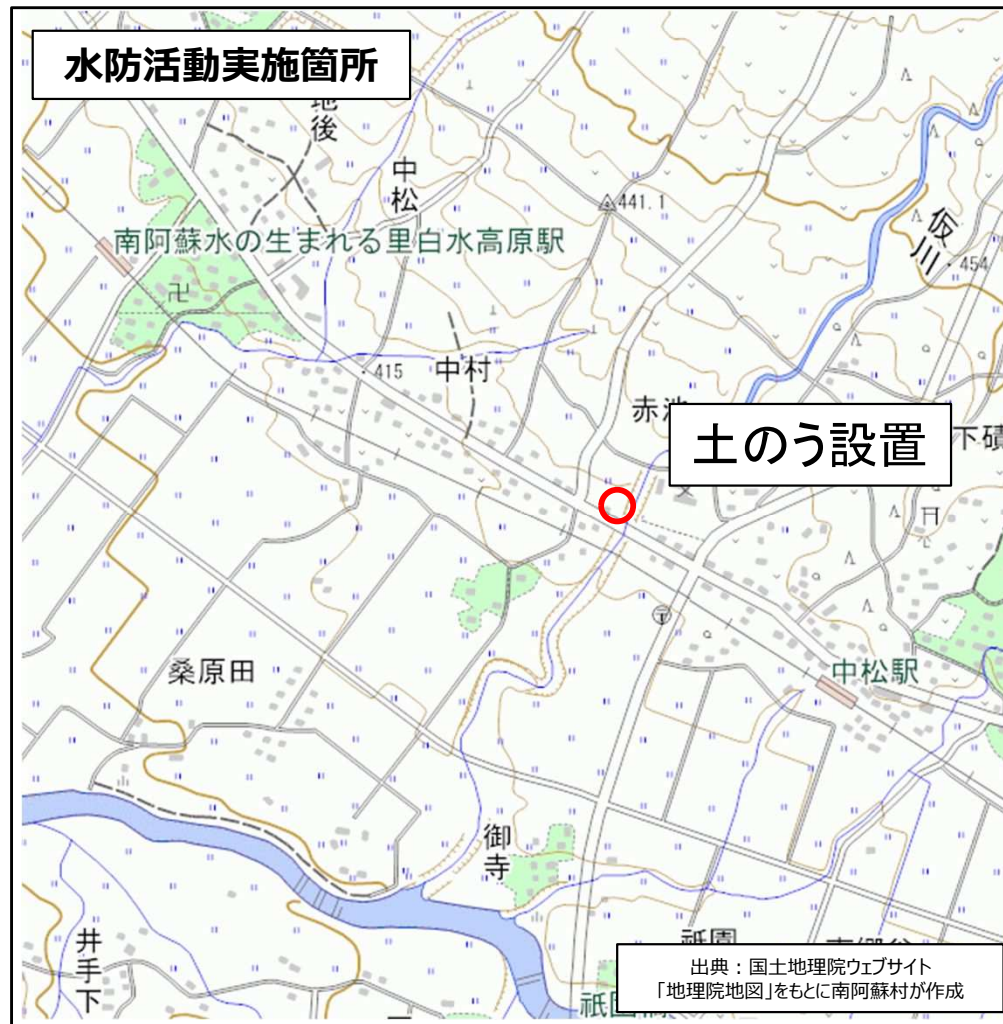 水防活動実施箇所
地後
中松
441.1
仮川
454
南阿蘇水の生まれる里白水高原駅
415
中村
赤池
土のう設置
下磧
桑原田
中松駅
御寺
祇園
井手下
出典：国土地理院ウェブサイト
「地理院地図」をもとに南阿蘇村が作成